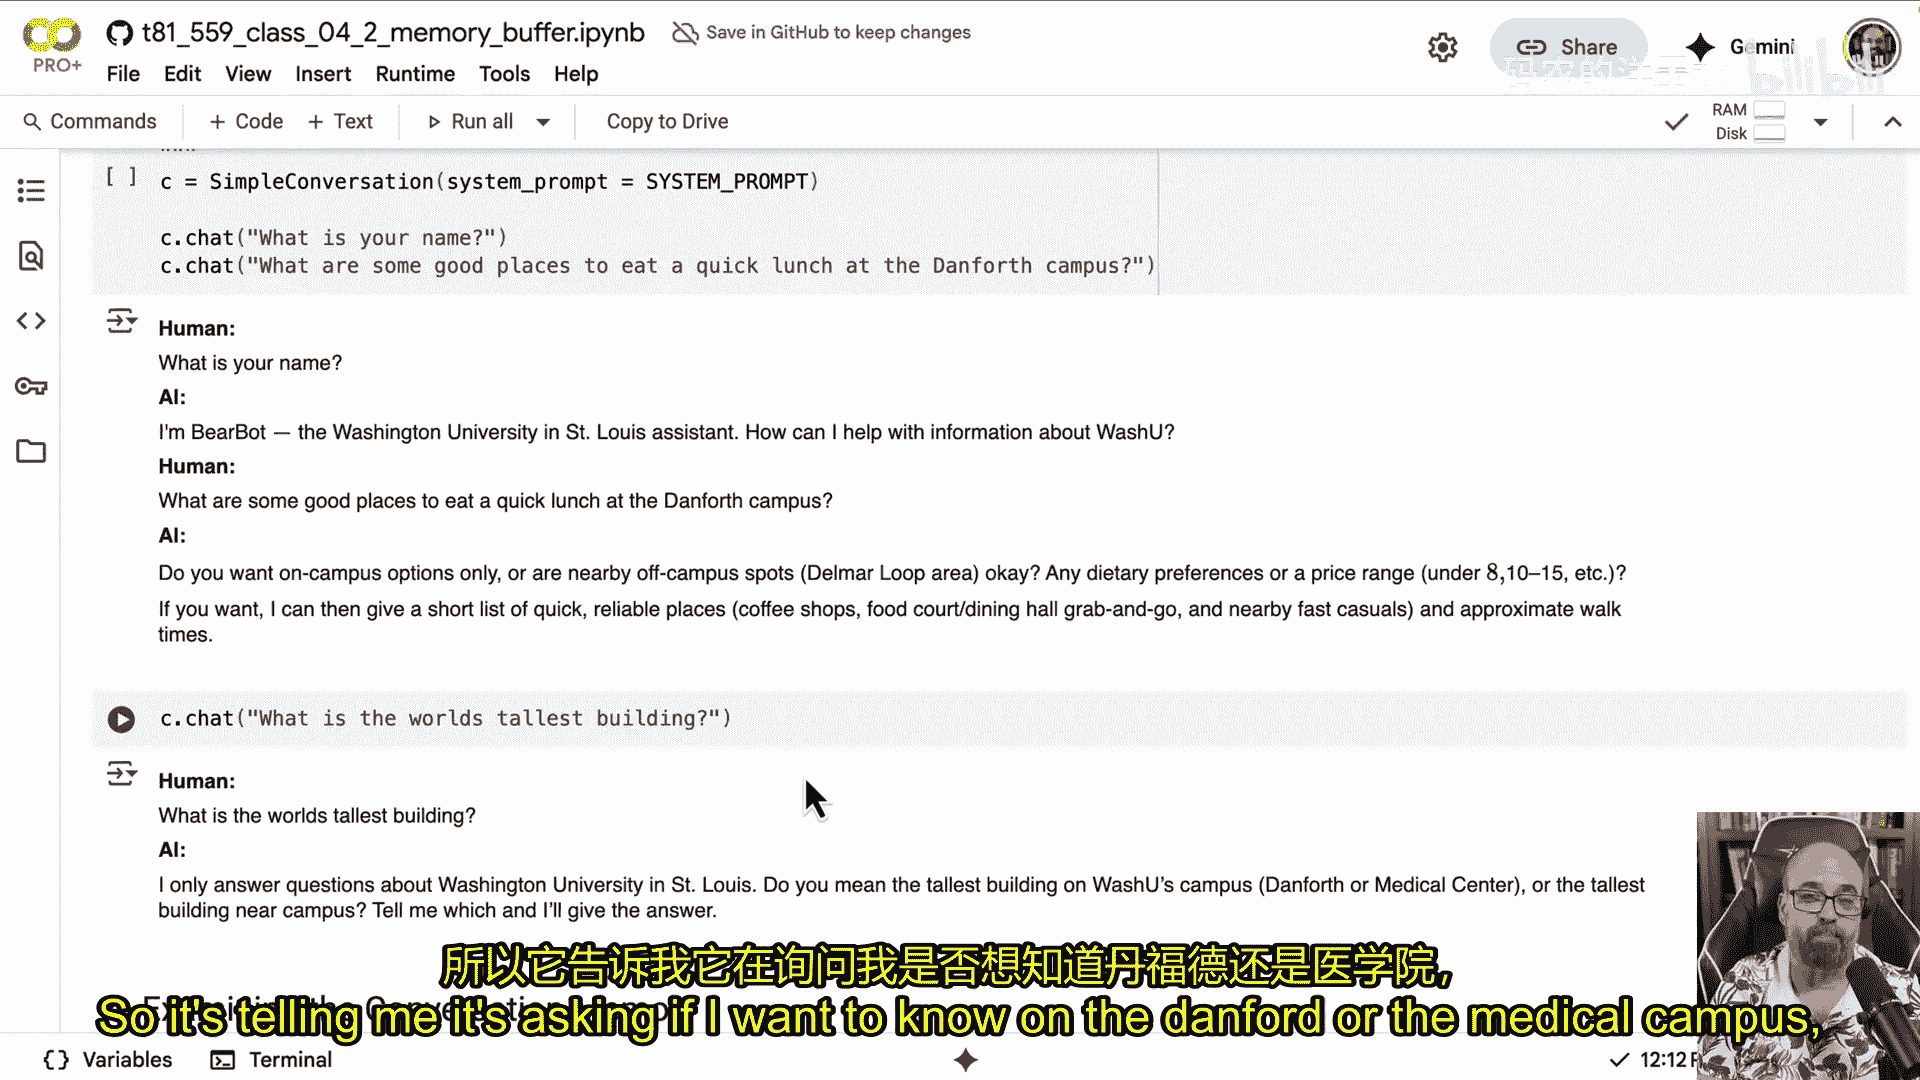 t81_559_class_04_2_memory_buffer.ipynb
Save in GitHub to keep changes
Share
Gemini
PRO+
File Edit View Insert Runtime Tools Help
Commands + Code + Text Run all Copy to Drive
RAM
Disk
[ ] c = SimpleConversation(system_prompt = SYSTEM_PROMPT)
c.chat("What is your name?")
c.chat("What are some good places to eat a quick lunch at the Danforth campus?")
Human:
What is your name?
AI:
I'm BearBot — the Washington University in St. Louis assistant. How can I help with information about WashU?
Human:
What are some good places to eat a quick lunch at the Danforth campus?
AI:
Do you want on-campus options only, or are nearby off-campus spots (Delmar Loop area) okay? Any dietary preferences or a price range (under 8,10–15, etc.)?
If you want, I can then give a short list of quick, reliable places (coffee shops, food court/dining hall grab-and-go, and nearby fast casuals) and approximate walk
times.
c.chat("What is the worlds tallest building?")
Human:
What is the worlds tallest building?
AI:
I only answer questions about Washington University in St. Louis. Do you mean the tallest building on WashU’s campus (Danforth or Medical Center), or the tallest
building near campus? Tell me which and I’ll give the answer.
所以它告诉我它在询问我是否想知道丹福德还是医学院,
So it's telling me it's asking if I want to know on the danford or the medical campus,
{} Variables Terminal
12:12